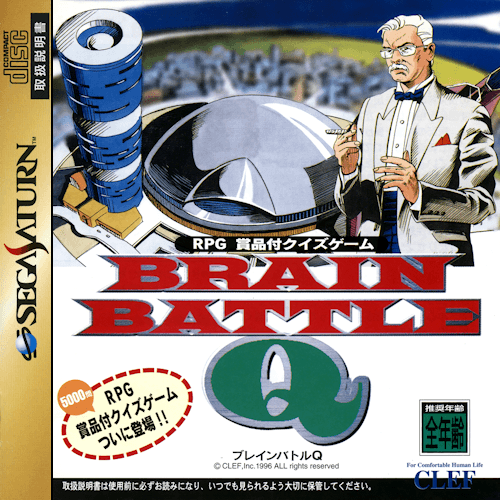 COMPACT
disc
取扱説明書
SEGA SATURN™
RPG 賞品付クイズゲーム
BRAIN
BATTLE
Q
5000問
RPG
賞品付クイズゲーム
ついに登場!!
ブレインバトルQ
© CLEF,Inc.1996 ALL rights reserved
推奨年齢
全年齢
For Comfortable Human Life
CLEF
取扱説明書は使用前に必ずお読みになり、いつでも見られるよう大切に保管してください。